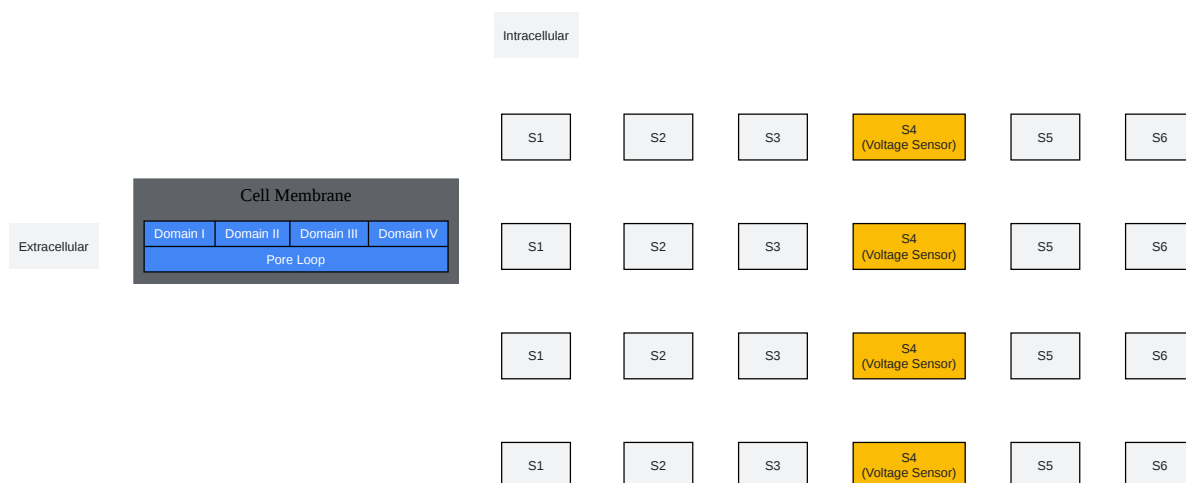 Intracellular
S1
S2
S3
S4
(Voltage Sensor)
S5
S6
Cell Membrane
Domain I
Domain II
Domain III
Domain IV
Pore Loop
Extracellular
S1
S2
S3
S4
(Voltage Sensor)
S5
S6
S1
S2
S3
S4
(Voltage Sensor)
S5
S6
S1
S2
S3
S4
(Voltage Sensor)
S5
S6